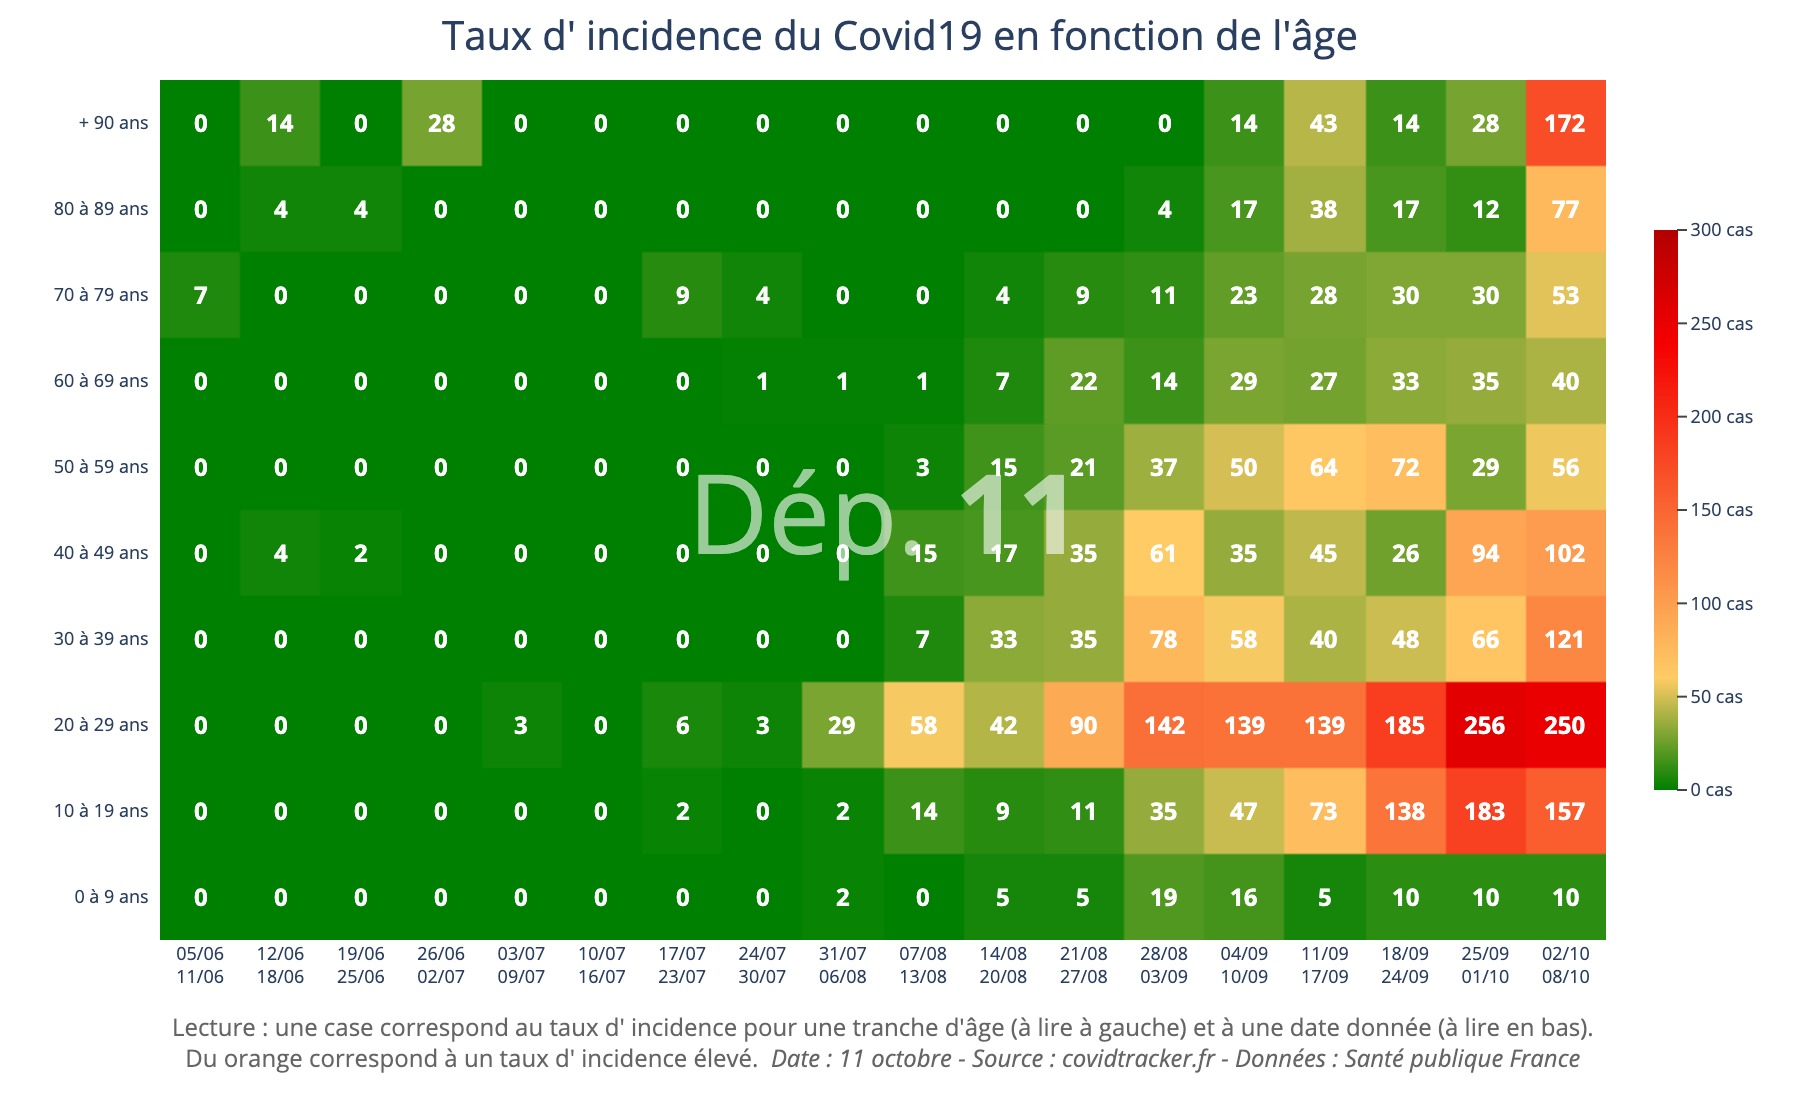 Taux d' incidence du Covid19 en fonction de l'âge
+ 90 ans 0 14 0 28 0 0 0 0 0 0 0 0 0 14 43 14 28 172
80 à 89 ans 0 4 4 0 0 0 0 0 0 0 0 0 4 17 38 17 12 77
70 à 79 ans 7 0 0 0 0 0 9 4 0 0 4 9 11 23 28 30 30 53
60 à 69 ans 0 0 0 0 0 0 0 1 1 1 7 22 14 29 27 33 35 40
50 à 59 ans 0 0 0 0 0 0 0 0 0 3 15 21 37 50 64 72 29 56
Dép. 11
40 à 49 ans 0 4 2 0 0 0 0 0 0 15 17 35 61 35 45 26 94 102
30 à 39 ans 0 0 0 0 0 0 0 0 0 7 33 35 78 58 40 48 66 121
20 à 29 ans 0 0 0 0 3 0 6 3 29 58 42 90 142 139 139 185 256 250
10 à 19 ans 0 0 0 0 0 0 2 0 2 14 9 11 35 47 73 138 183 157
0 à 9 ans 0 0 0 0 0 0 0 0 2 0 5 5 19 16 5 10 10 10
05/06 12/06 19/06 26/06 03/07 10/07 17/07 24/07 31/07 07/08 14/08 21/08 28/08 04/09 11/09 18/09 25/09 02/10
11/06 18/06 25/06 02/07 09/07 16/07 23/07 30/07 06/08 13/08 20/08 27/08 03/09 10/09 17/09 24/09 01/10 08/10
300 cas
250 cas
200 cas
150 cas
100 cas
50 cas
0 cas
Lecture : une case correspond au taux d' incidence pour une tranche d'âge (à lire à gauche) et à une date donnée (à lire en bas).
Du orange correspond à un taux d' incidence élevé. Date : 11 octobre - Source : covidtracker.fr - Données : Santé publique France